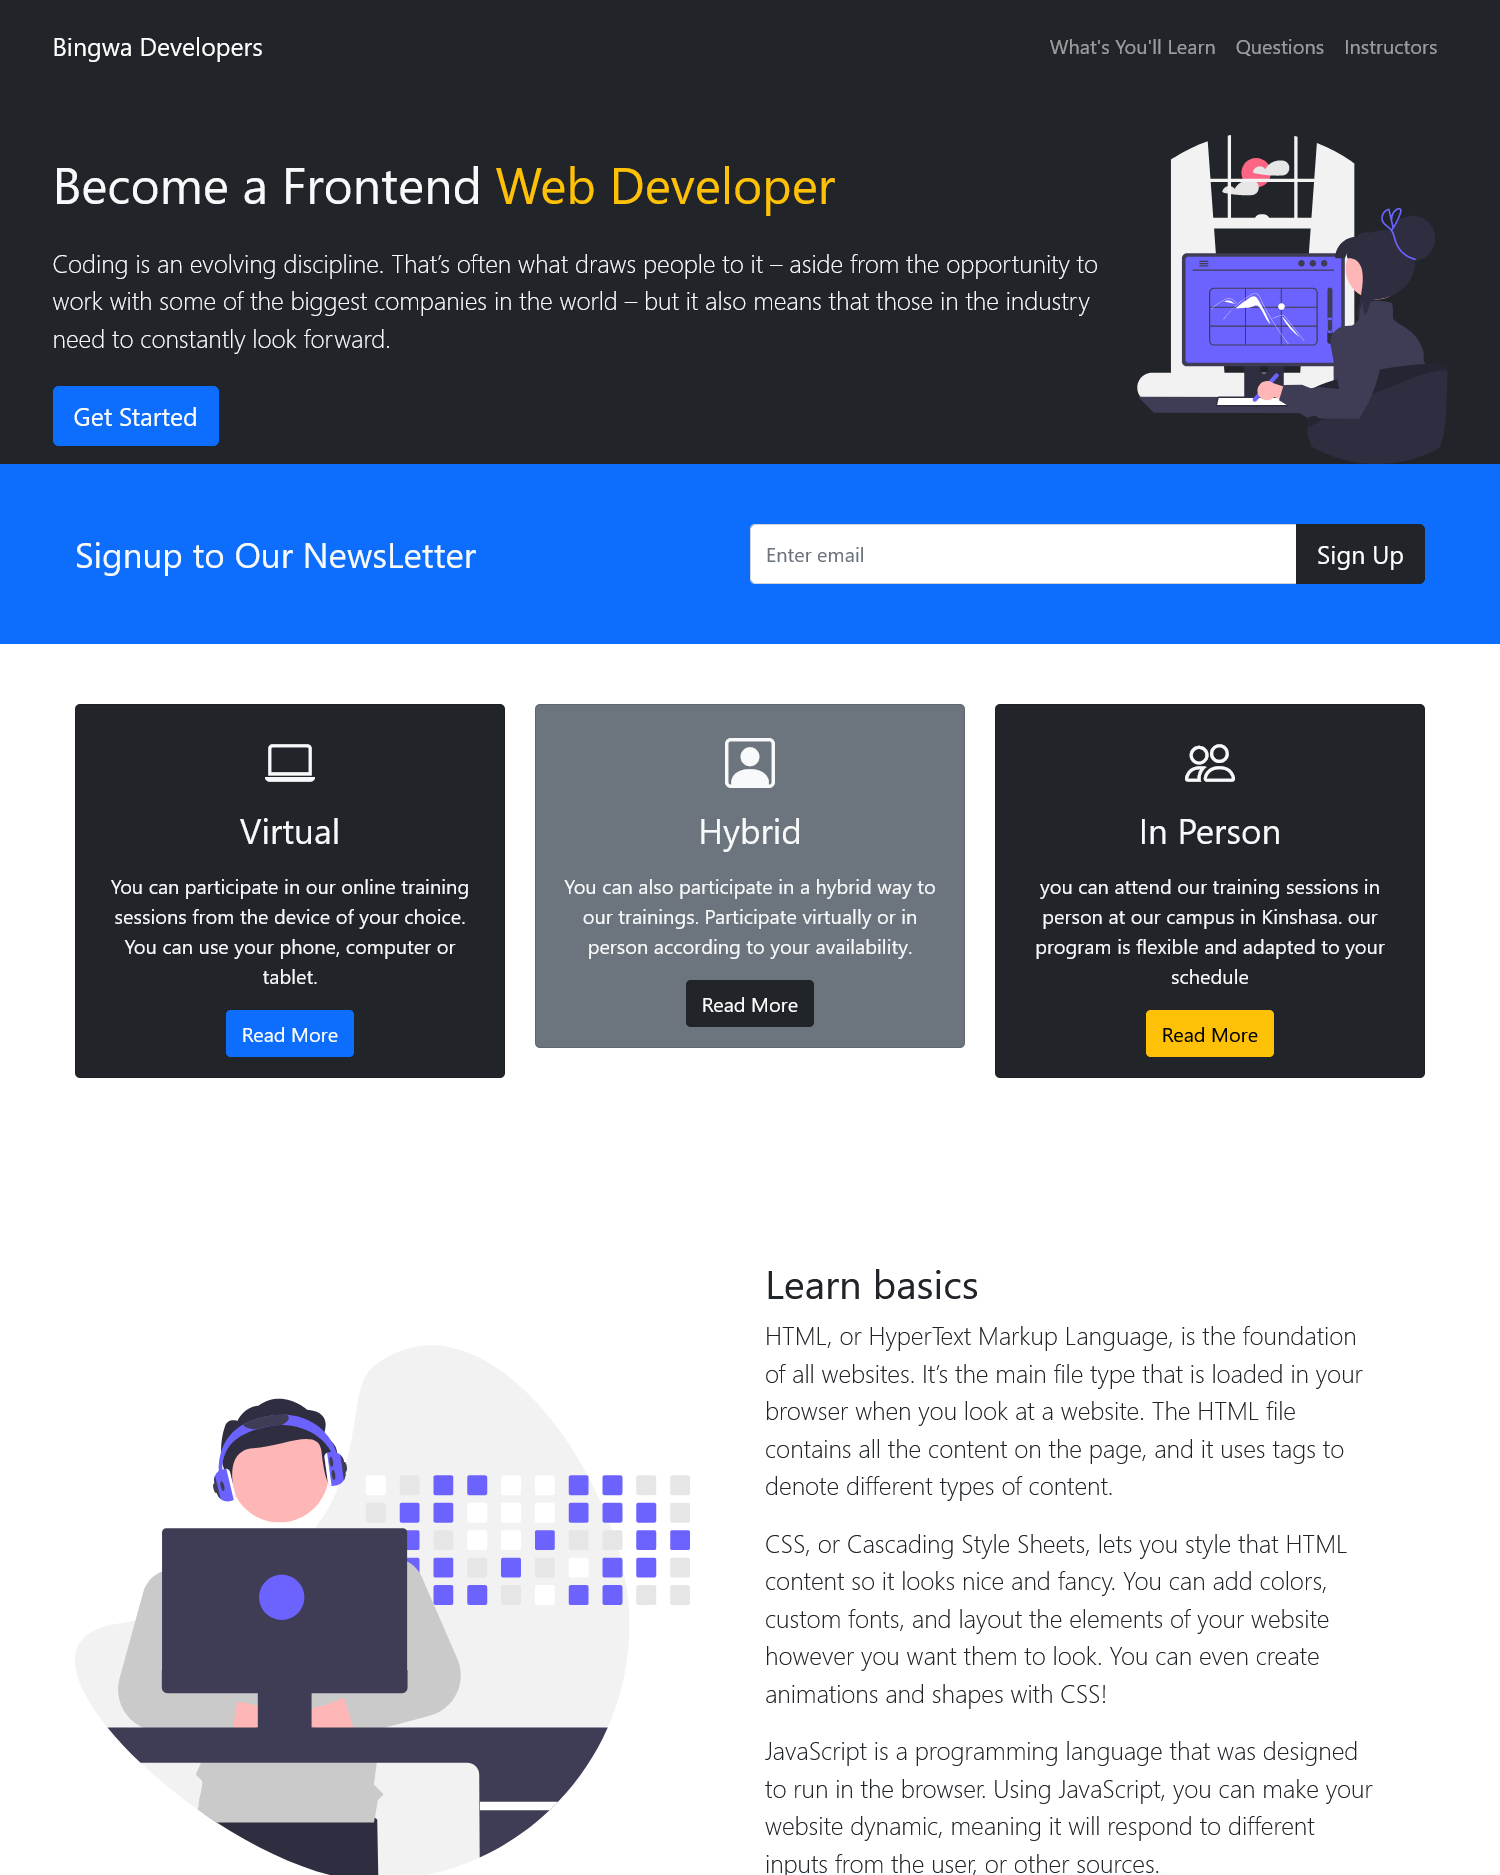 Bingwa Developers
What's You'll Learn Questions Instructors
Become a Frontend Web Developer
Coding is an evolving discipline. That’s often what draws people to it – aside from the opportunity to
work with some of the biggest companies in the world – but it also means that those in the industry
need to constantly look forward.
Get Started
Signup to Our NewsLetter
Enter email
Sign Up
Virtual
You can participate in our online training
sessions from the device of your choice.
You can use your phone, computer or
tablet.
Read More
Hybrid
You can also participate in a hybrid way to
our trainings. Participate virtually or in
person according to your availability.
Read More
In Person
you can attend our training sessions in
person at our campus in Kinshasa. our
program is flexible and adapted to your
schedule
Read More
Learn basics
HTML, or HyperText Markup Language, is the foundation
of all websites. It’s the main file type that is loaded in your
browser when you look at a website. The HTML file
contains all the content on the page, and it uses tags to
denote different types of content.
CSS, or Cascading Style Sheets, lets you style that HTML
content so it looks nice and fancy. You can add colors,
custom fonts, and layout the elements of your website
however you want them to look. You can even create
animations and shapes with CSS!
JavaScript is a programming language that was designed
to run in the browser. Using JavaScript, you can make your
website dynamic, meaning it will respond to different
inputs from the user, or other sources.